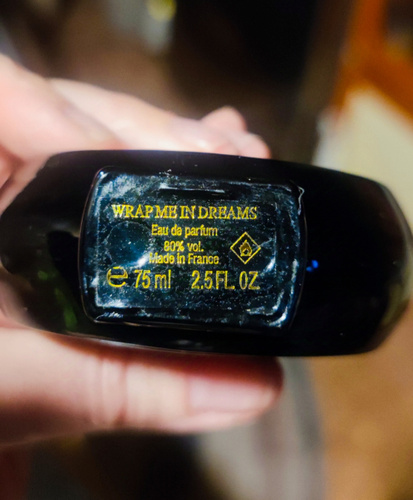 WRAP ME IN DREAMS
Eau de parfum
80% vol.
Made in France
℮ 75 ml 2.5 FL. OZ